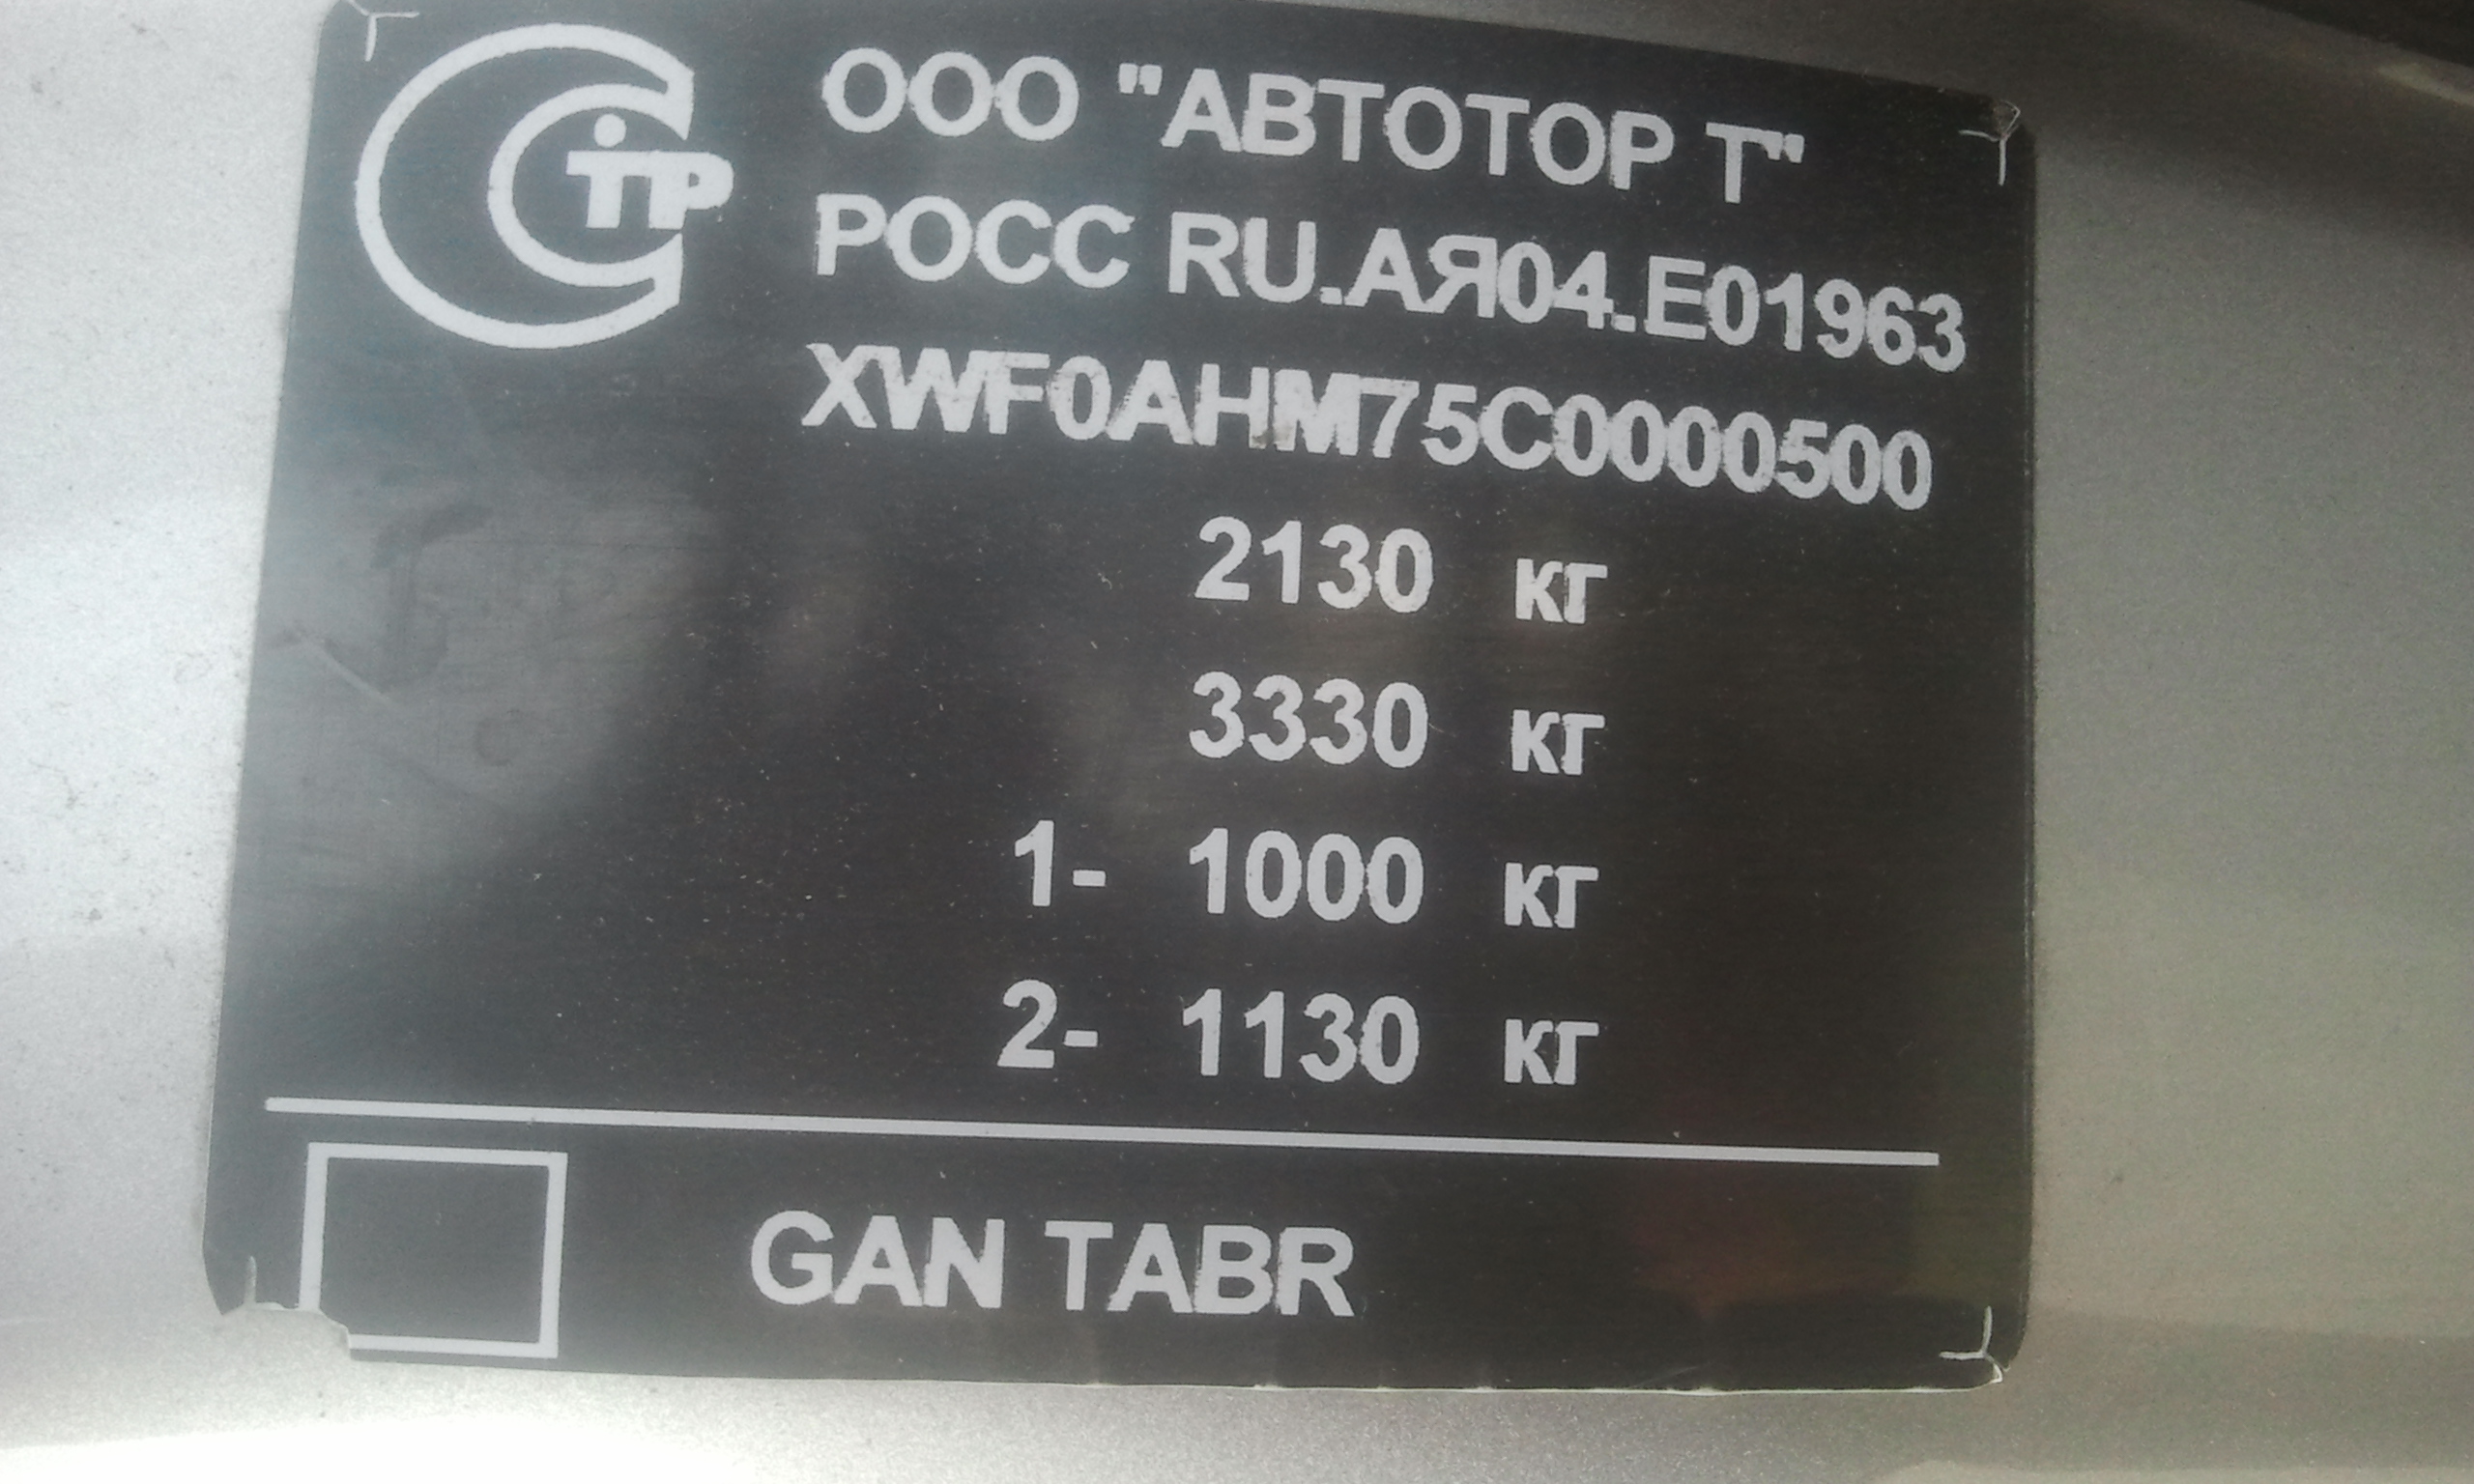 ООО "АВТОТОР Т"
РОСС RU.АЯ04.Е01963
XWF0AHM75C0000500
2130 кг
3330 кг
1- 1000 кг
2- 1130 кг
GAN TABR